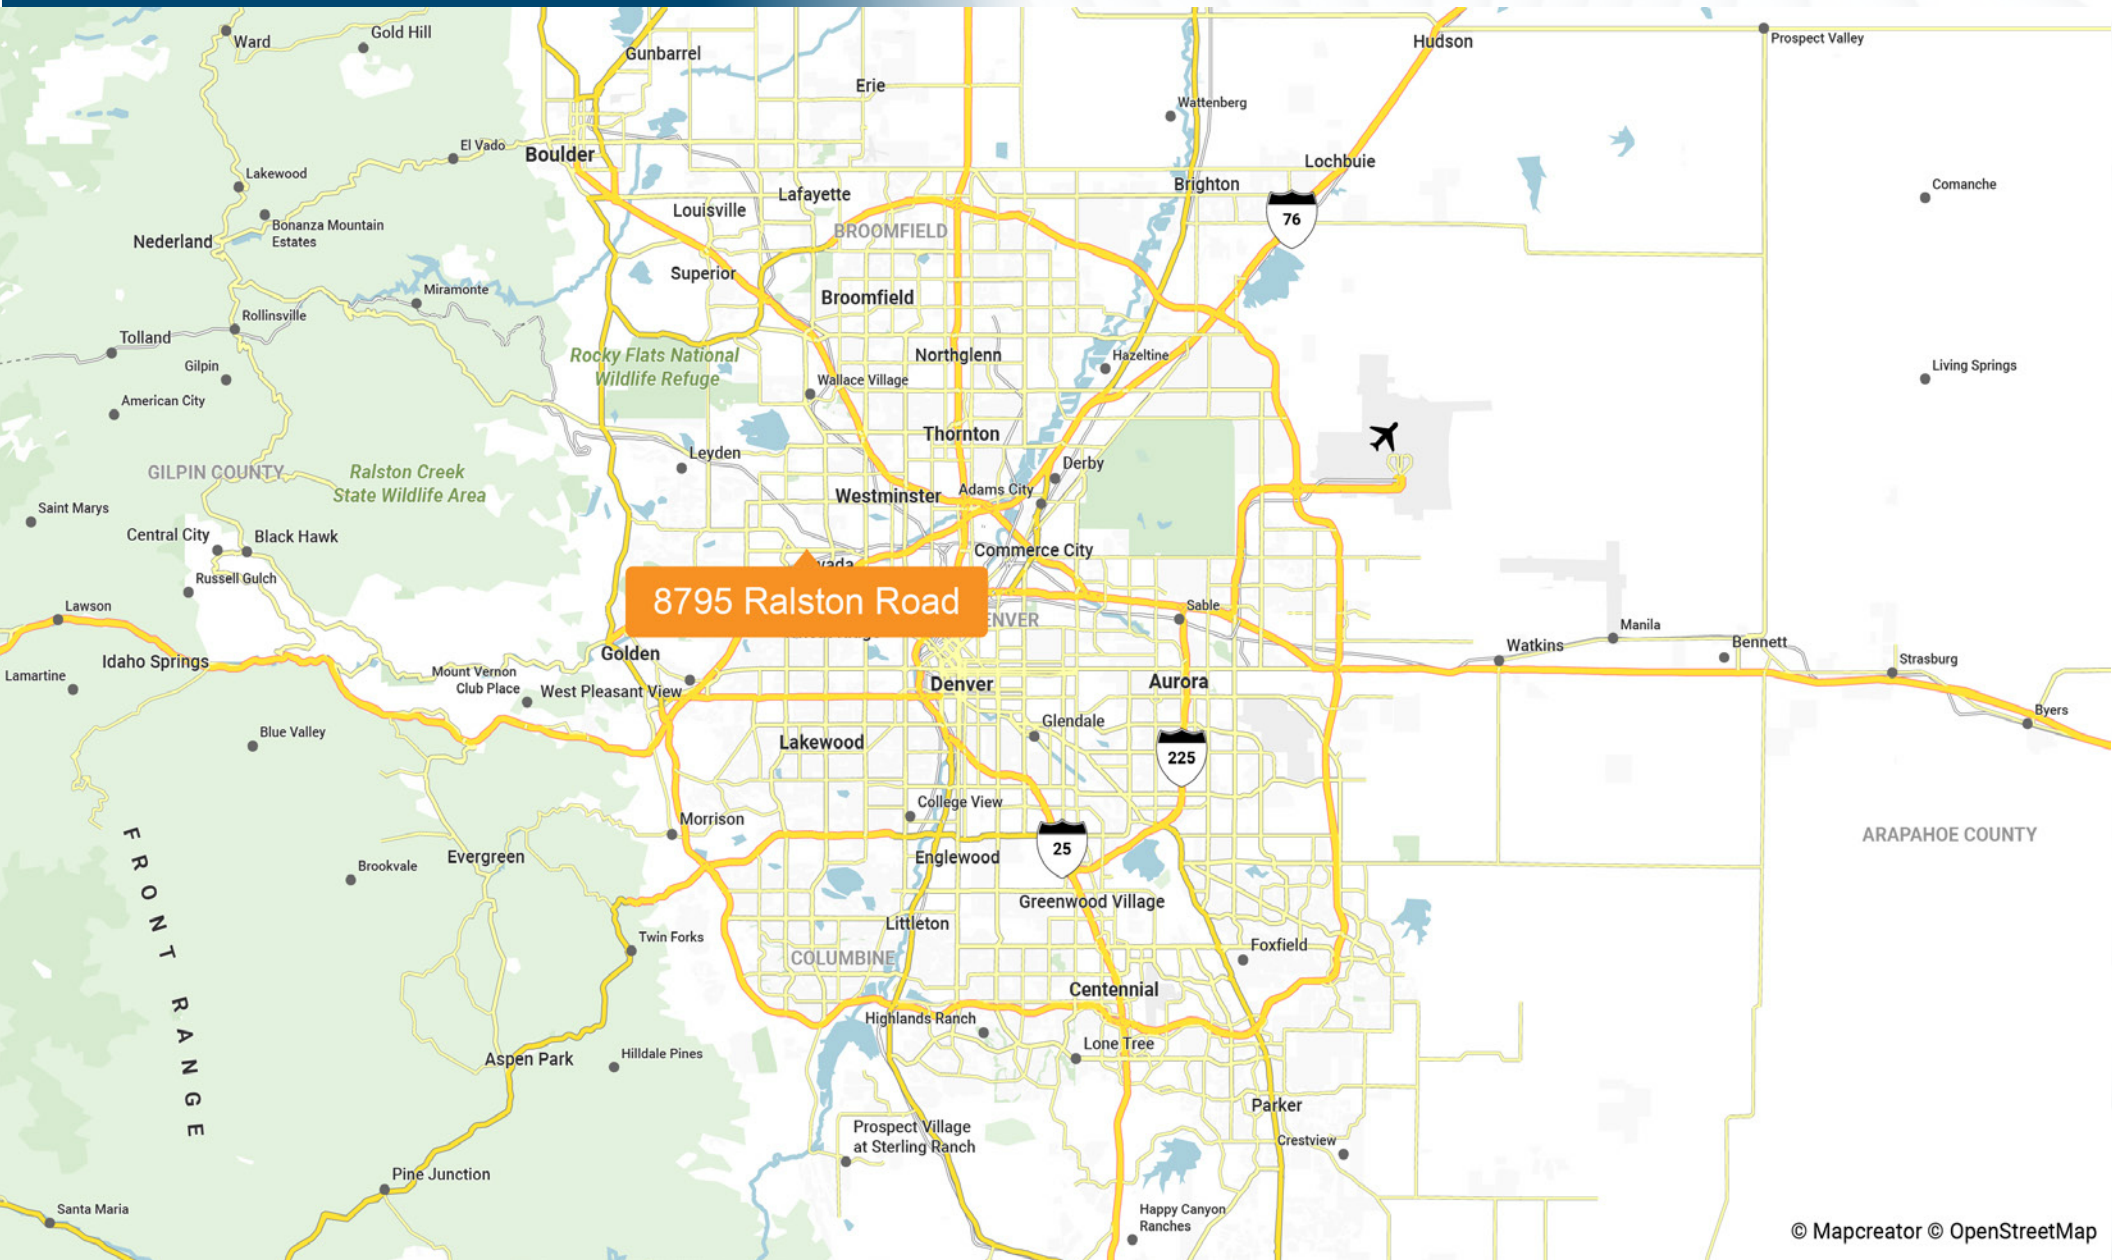 Ward
Gold Hill
Gunbarrel
Erie
Hudson
Prospect Valley
Wattenberg
El Vado
Boulder
Lochbuie
Lakewood
Lafayette
Brighton
Comanche
Louisville
76
Bonanza Mountain
Estates
BROOMFIELD
Nederland
Superior
Miramonte
Broomfield
Rollinsville
Tolland
Rocky Flats National
Wildlife Refuge
Northglenn
Hazeltine
Gilpin
Wallace Village
Living Springs
American City
Thornton
Leyden
Derby
GILPIN COUNTY
Ralston Creek
State Wildlife Area
Westminster
Adams City
Saint Marys
Central City
Black Hawk
Commerce City
vada
Russell Gulch
8795 Ralston Road
Lawson
Sable
ENVER
Manila
Watkins
Bennett
Golden
Idaho Springs
Strasburg
Lamartine
Mount Vernon
Club Place
West Pleasant View
Denver
Aurora
Byers
Glendale
Blue Valley
Lakewood
225
College View
Morrison
FRONT RANGE
25
ARAPAHOE COUNTY
Evergreen
Englewood
Brookvale
Greenwood Village
Littleton
Twin Forks
Foxfield
COLUMBINE
Centennial
Highlands Ranch
Lone Tree
Aspen Park
Hilldale Pines
Parker
Prospect Village
at Sterling Ranch
Crestview
Pine Junction
Santa Maria
Happy Canyon
Ranches
© Mapcreator © OpenStreetMap